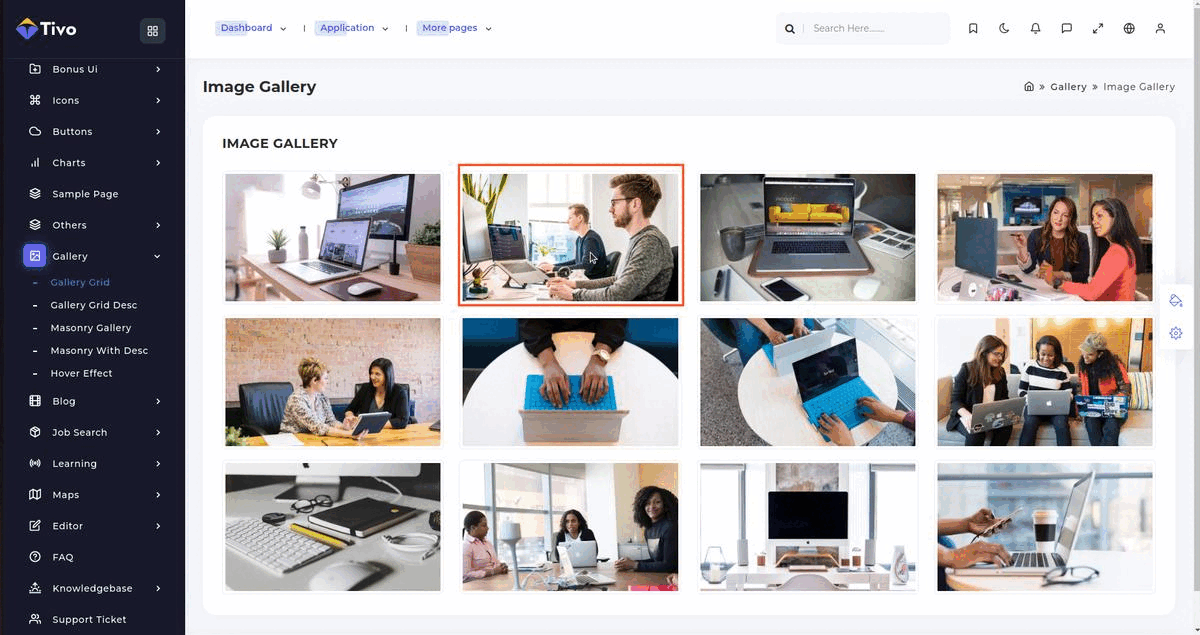 Tivo
Dashboard
Application
More pages
Search Here........
Bonus Ui
Icons
Buttons
Charts
Sample Page
Others
Gallery
Gallery Grid
Gallery Grid Desc
Masonry Gallery
Masonry With Desc
Hover Effect
Blog
Job Search
Learning
Maps
Editor
FAQ
Knowledgebase
Support Ticket
Image Gallery
» Gallery » Image Gallery
IMAGE GALLERY
PRODUCT